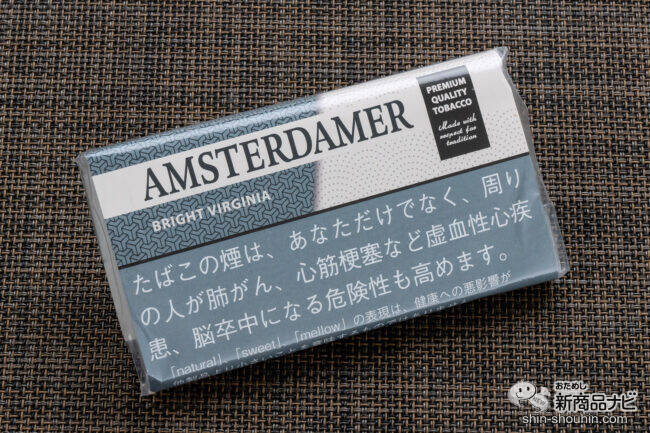 AMSTERDAMER
BRIGHT VIRGINIA
PREMIUM
QUALITY
TOBACCO
Made with
respect for
tradition
たばこの煙は、あなただけでなく、周り
の人が肺がん、心筋梗塞など虚血性心疾
患、脳卒中になる危険性も高めます。
「natural」、「sweet」、「mellow」の表現は、健康への悪影響が
おためし
新商品ナビ
shin-shouhin.com